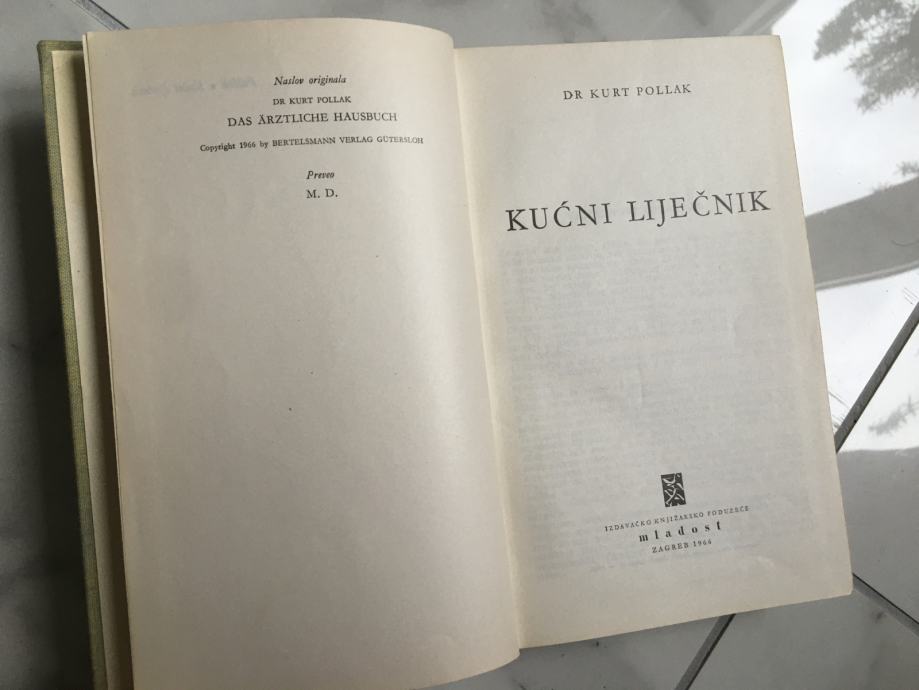 Naslov originala
DR KURT POLLAK
DAS ÄRZTLICHE HAUSBUCH
Copyright 1966 by BERTELSMANN VERLAG GÜTERSLOH
Preveo
M. D.
DR KURT POLLAK
KUĆNI LIJEČNIK
IZDAVAČKO KNJIŽARSKO PODUZEĆE
mladost
ZAGREB 1966